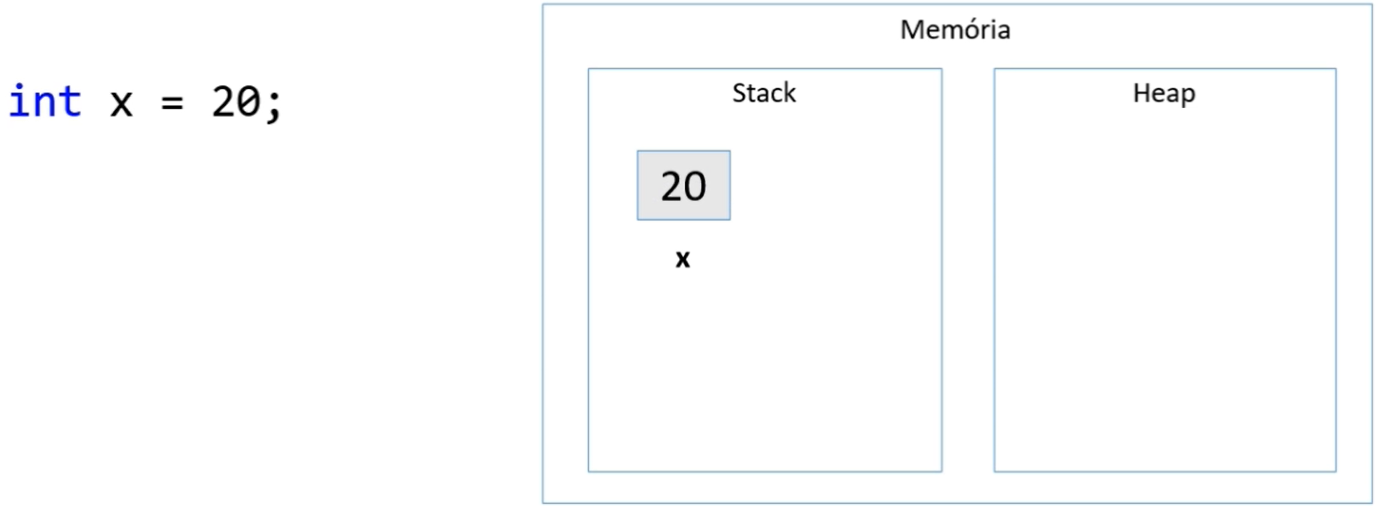 int x = 20;
Memória
Stack
Heap
20
x